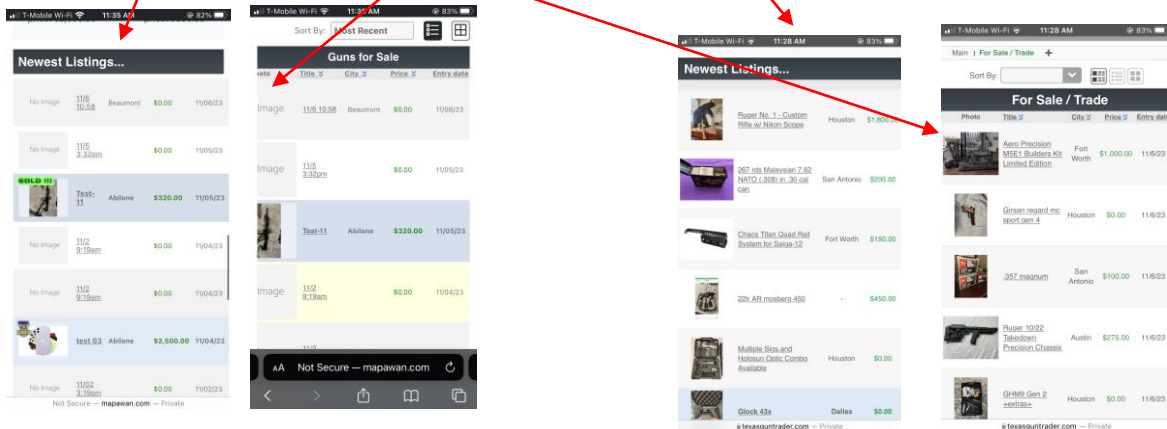 T-Mobile Wi-Fi 11:35 AM 82%
Newest Listings...
No Image 11/6 10:58 Beaumont $0.00 11/06/23
No Image 11/5 3:32pm $0.00 11/05/23
SOLD !!! Test-11 Abilene $320.00 11/05/23
No Image 11/2 9:19am $0.00 11/04/23
No Image 11/2 9:19am $0.00 11/04/23
test 03 Abilene $2,500.00 11/04/23
No Image 11/02 3:19pm $0.00 11/02/23
Not Secure — mapawan.com — Private
T-Mobile Wi-Fi 11:35 AM 83%
Sort By: Most Recent
Guns for Sale
hoto Title City Price Entry date
Image 11/6 10:58 Beaumont $0.00 11/06/23
Image 11/5 3:32pm $0.00 11/05/23
Test-11 Abilene $320.00 11/05/23
Image 11/2 9:19am $0.00 11/04/23
11/2
AA Not Secure — mapawan.com
T-Mobile Wi-Fi 11:28 AM 83%
Newest Listings...
Ruger No. 1 - Custom Rifle w/ Nikon Scope Houston $1,800.00
267 rds Malaysian 7.62 NATO (.308) in .30 cal can San Antonio $200.00
Chaos Titan Quad Rail System for Saiga-12 Fort Worth $150.00
22lr AR mosberg 450 - $450.00
Multiple Sigs and Holosun Optic Combo Available Houston $0.00
Glock 43x Dallas $0.00
texasguntrader.com — Private
T-Mobile Wi-Fi 11:28 AM 83%
Main 〉 For Sale / Trade +
Sort By:
For Sale / Trade
Photo Title City Price Entry date
Aero Precision M5E1 Builders Kit Limited Edition Fort Worth $1,000.00 11/6/23
Girsan regard mc sport gen 4 Houston $0.00 11/6/23
.357 magnum San Antonio $100.00 11/6/23
Ruger 10/22 Takedown Precision Chassis Austin $275.00 11/6/23
GHM9 Gen 2 +extras+ Houston $0.00 11/6/23
texasguntrader.com — Private